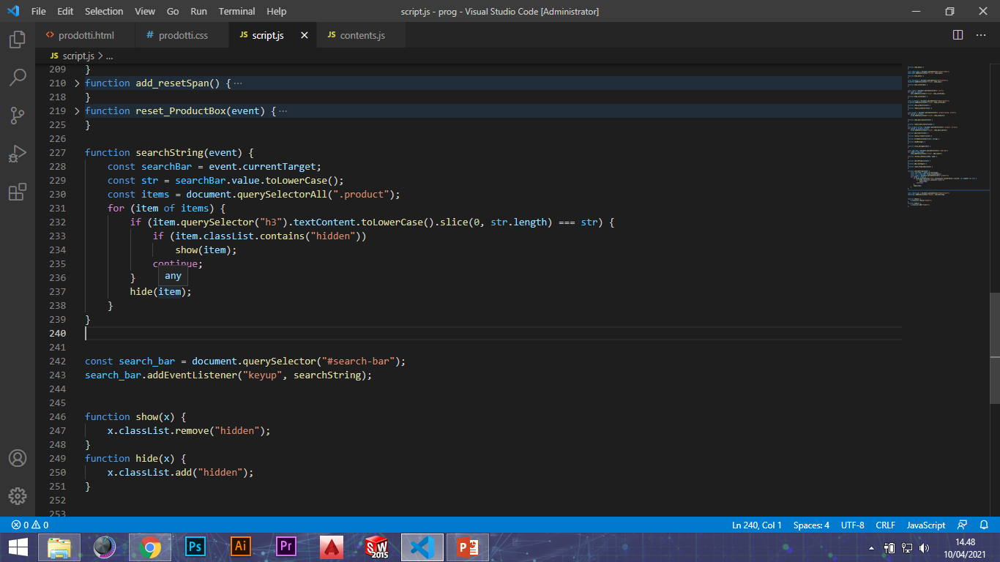 File Edit Selection View Go Run Terminal Help script.js - prog - Visual Studio Code [Administrator]
prodotti.html prodotti.css JS script.js JS contents.js
JS script.js > ...
209 }
210 function add_resetSpan() { ...
218 }
219 function reset_ProductBox(event) { ...
225 }
226
227 function searchString(event) {
228 const searchBar = event.currentTarget;
229 const str = searchBar.value.toLowerCase();
230 const items = document.querySelectorAll(".product");
231 for (item of items) {
232 if (item.querySelector("h3").textContent.toLowerCase().slice(0, str.length) === str) {
233 if (item.classList.contains("hidden"))
234 show(item);
235 continue;
236 }
any
237 hide(item);
238 }
239 }
240
241
242 const search_bar = document.querySelector("#search-bar");
243 search_bar.addEventListener("keyup", searchString);
244
245
246 function show(x) {
247 x.classList.remove("hidden");
248 }
249 function hide(x) {
250 x.classList.add("hidden");
251 }
252
253
0 0 Ln 240, Col 1 Spaces: 4 UTF-8 CRLF JavaScript
Ps Ai Pr SW 2015 P 14.48
10/04/2021